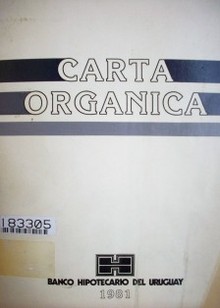 CARTA
ORGANICA
183305
BANCO HIPOTECARIO DEL URUGUAY
1981